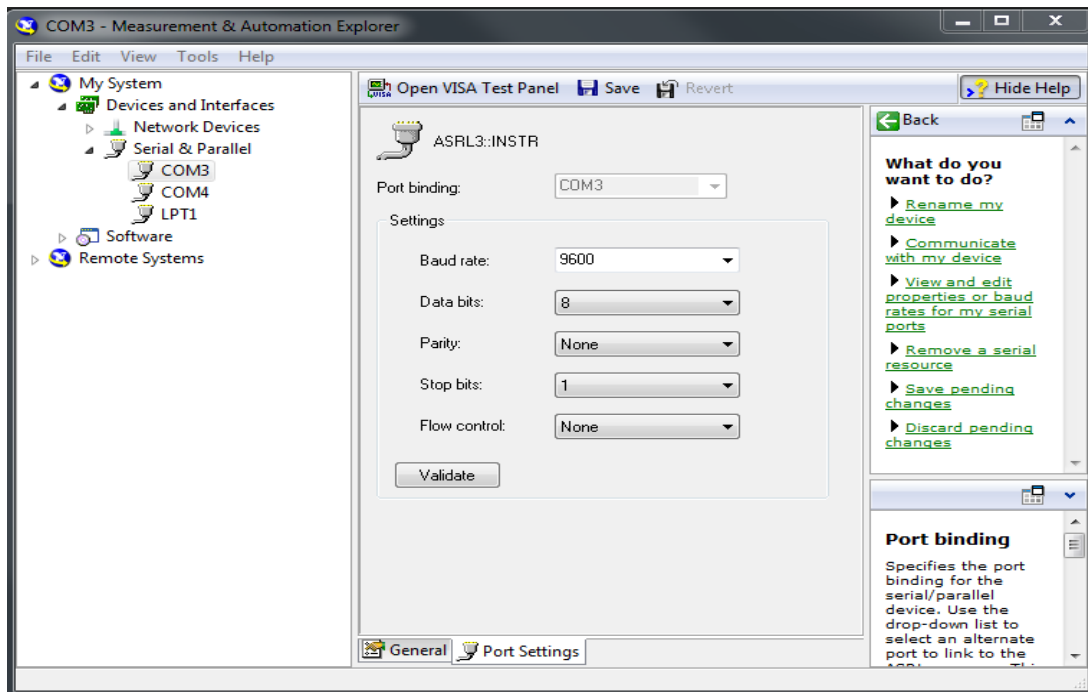 COM3 - Measurement & Automation Explorer
File Edit View Tools Help
My System
Devices and Interfaces
Network Devices
Serial & Parallel
COM3
COM4
LPT1
Software
Remote Systems
VISA
Open VISA Test Panel Save Revert
Hide Help
ASRL3::INSTR
Port binding: COM3
Settings
Baud rate: 9600
Data bits: 8
Parity: None
Stop bits: 1
Flow control: None
Validate
General Port Settings
Back
What do you
want to do?
Rename my
device
Communicate
with my device
View and edit
properties or baud
rates for my serial
ports
Remove a serial
resource
Save pending
changes
Discard pending
changes
Port binding
Specifies the port
binding for the
serial/parallel
device. Use the
drop-down list to
select an alternate
port to link to the